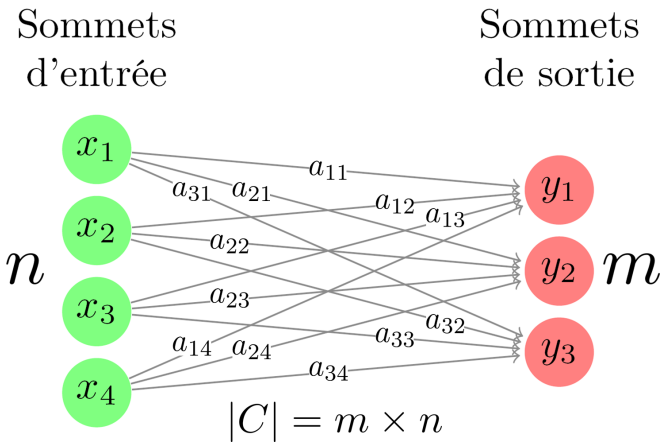 Sommets
d'entrée
Sommets
de sortie
x₁
x₂
x₃
x₄
n
a₁₁
a₃₁
a₂₁
a₁₂
a₁₃
a₂₂
a₂₃
a₃₂
a₃₃
a₁₄
a₂₄
a₃₄
y₁
y₂
y₃
m
|C| = m × n